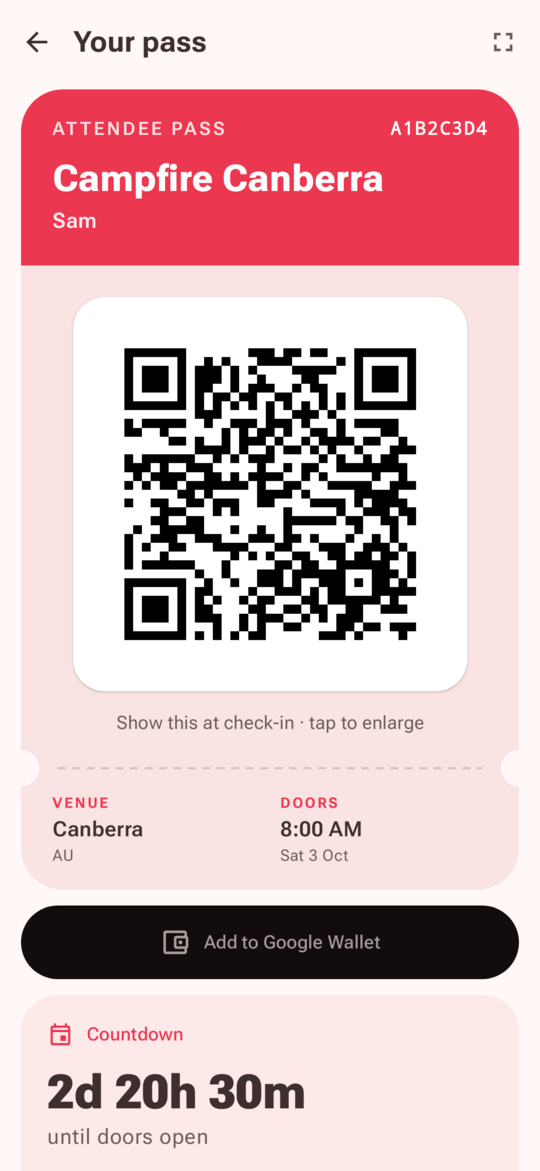 Your pass
ATTENDEE PASS
A1B2C3D4
Campfire Canberra
Sam
Show this at check-in · tap to enlarge
VENUE
DOORS
Canberra
8:00 AM
AU
Sat 3 Oct
Add to Google Wallet
Countdown
2d 20h 30m
until doors open